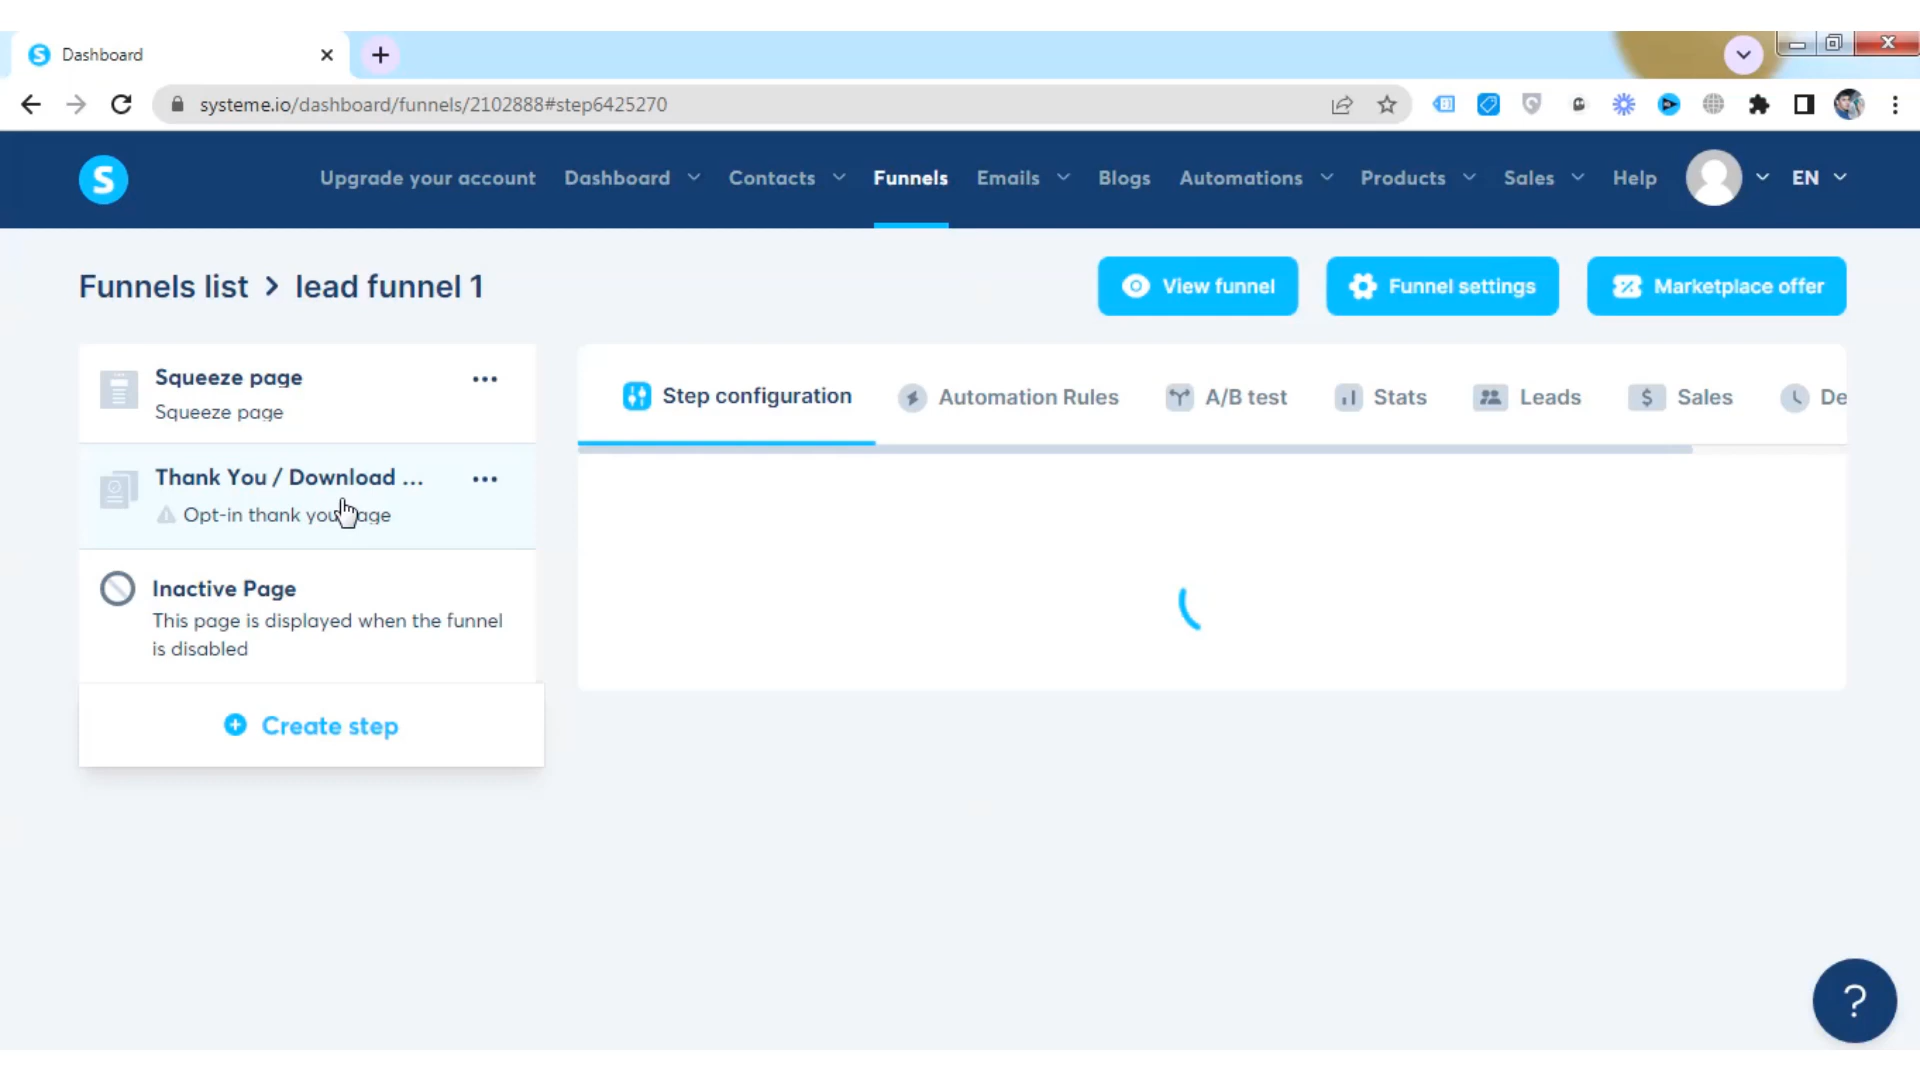 Dashboard
systeme.io/dashboard/funnels/2102888#step6425270
S
Upgrade your account
Dashboard
Contacts
Funnels
Emails
Blogs
Automations
Products
Sales
Help
EN
Funnels list > lead funnel 1
View funnel
Funnel settings
Marketplace offer
Squeeze page
Squeeze page
Thank You / Download ...
Opt-in thank you page
Inactive Page
This page is displayed when the funnel
is disabled
Create step
Step configuration
Automation Rules
A/B test
Stats
Leads
$ Sales
De
?